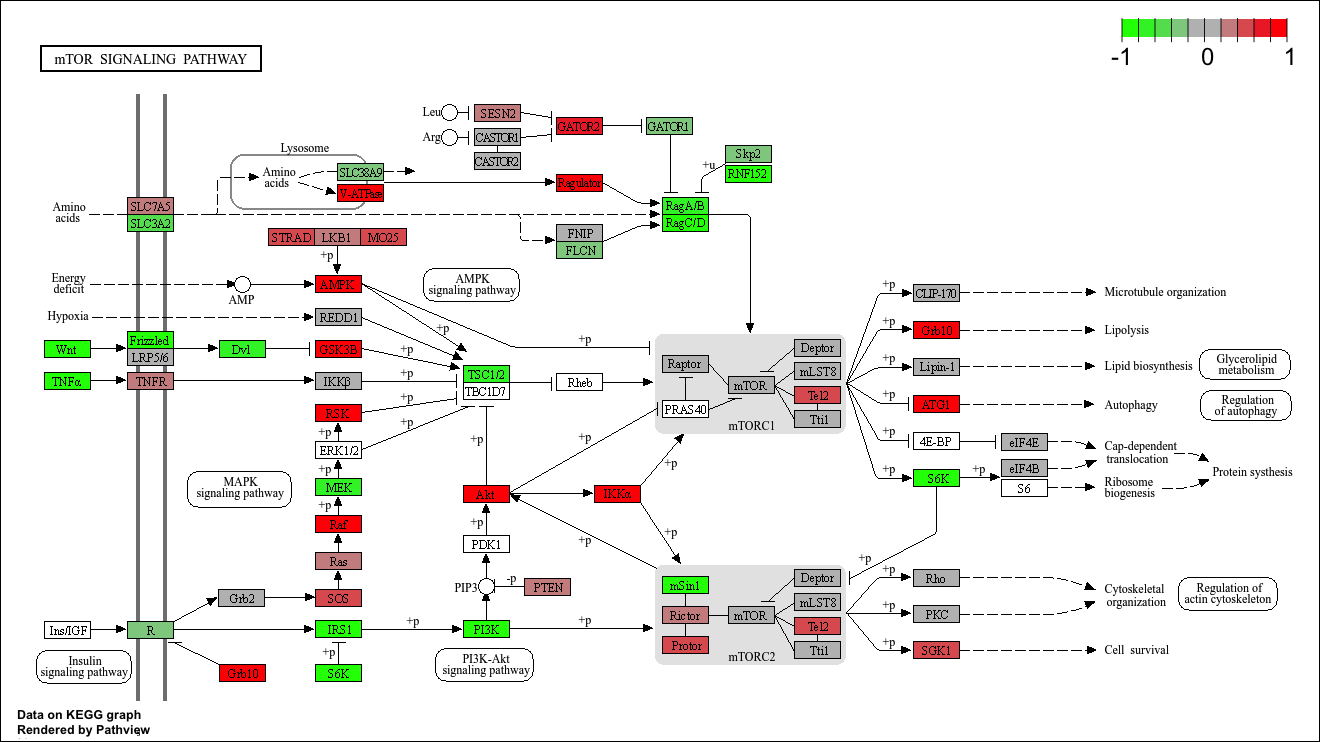 -1 0 1
mTOR SIGNALING PATHWAY
Leu
SESN2
GATOR2
GATOR1
Arg
CASTOR1
CASTOR2
Lysosome
Amino
acids
SLC38A9
V-ATPase
Ragulator
Skp2
RNF152
+u
RagA/B
RagC/D
Amino
acids
SLC7A5
SLC3A2
FNIP
FLCN
STRAD
LKB1
MO25
+p
Energy
deficit
AMP
AMPK
AMPK
signaling pathway
Hypoxia
REDD1
+p
+p
Wnt
Frizzled
LRP5/6
Dvl
GSK3B
+p
TNFα
TNFR
IKKβ
+p
TSC1/2
TBC1D7
Rheb
RSK
+p
+p
ERK1/2
+p
+p
MEK
+p
Raf
Ras
SOS
Grb2
MAPK
signaling pathway
+p
Akt
+p
PDK1
PIP3
-p
PTEN
IKKα
+p
+p
+p
+p
Raptor
PRAS40
mTOR
Deptor
mLST8
Tel2
Tti1
mTORC1
+p
CLIP-170
Microtubule organization
+p
Grb10
Lipolysis
+p
Lipin-1
Lipid biosynthesis
Glycerolipid
metabolism
+p
ATG1
Autophagy
Regulation
of autophagy
+p
4E-BP
eIF4E
Cap-dependent
translocation
+p
S6K
+p
eIF4B
S6
Ribosome
biogenesis
Protein systhesis
+p
mSin1
Rictor
Protor
mTOR
Deptor
mLST8
Tel2
Tti1
mTORC2
+p
Rho
+p
PKC
Cytoskeletal
organization
Regulation of
actin cytoskeleton
+p
SGK1
Cell survival
Ins/IGF
R
IRS1
+p
PI3K
+p
Insulin
signaling pathway
Grb10
+p
S6K
PI3K-Akt
signaling pathway
Data on KEGG graph
Rendered by Pathview